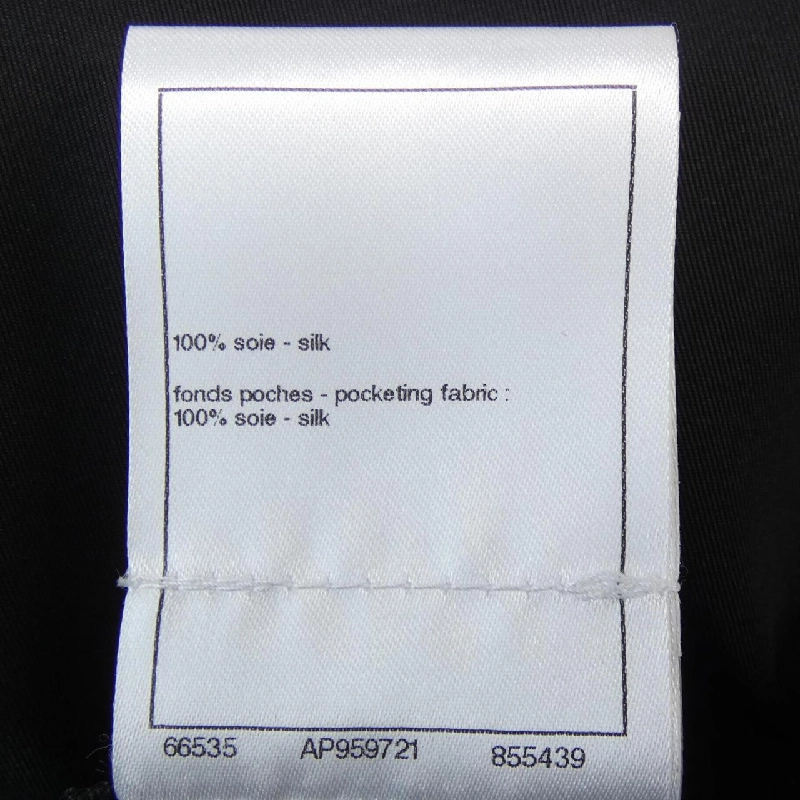 100% soie - silk
fonds poches - pocketing fabric :
100% soie - silk
66535 AP959721 855439